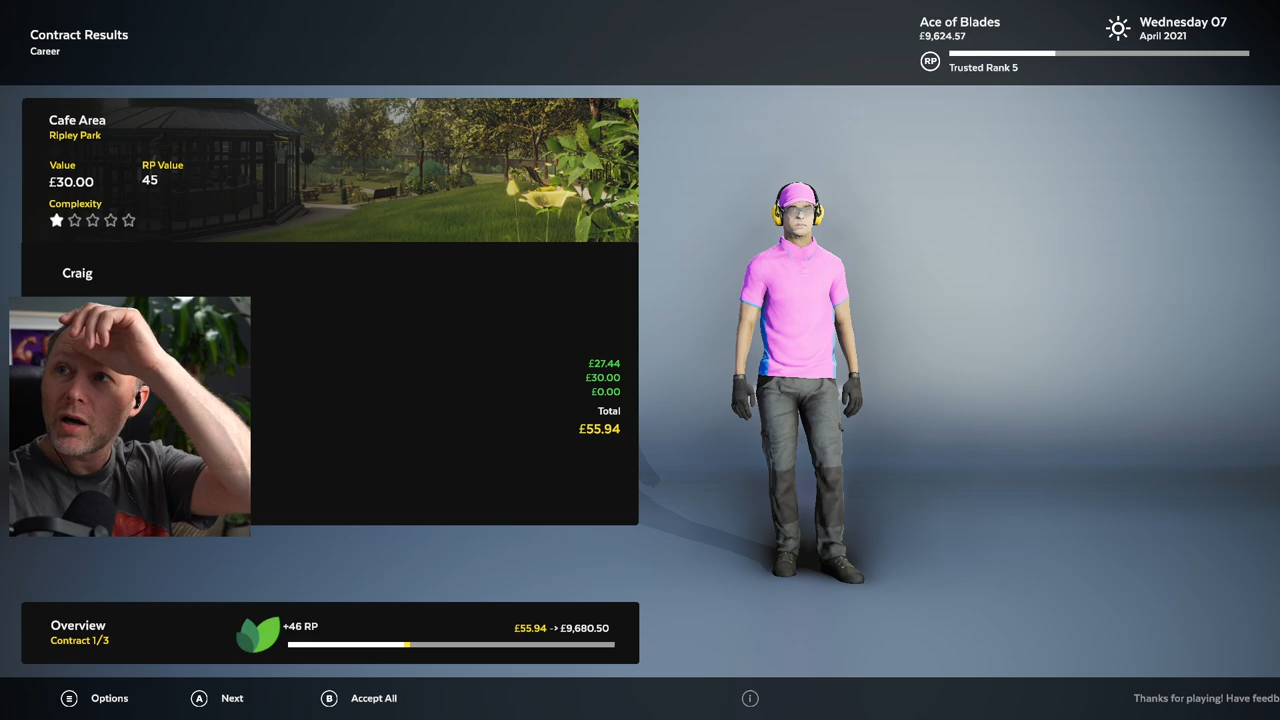 Contract Results
Career
Ace of Blades
£9,624.57
Wednesday 07
April 2021
RP
Trusted Rank 5
Cafe Area
Ripley Park
Value
RP Value
£30.00
45
Complexity
Craig
£27.44
£30.00
£0.00
Total
£55.94
Overview
Contract 1/3
+46 RP
£55.94 -> £9,680.50
Options
A
Next
B
Accept All
Thanks for playing! Have feedb